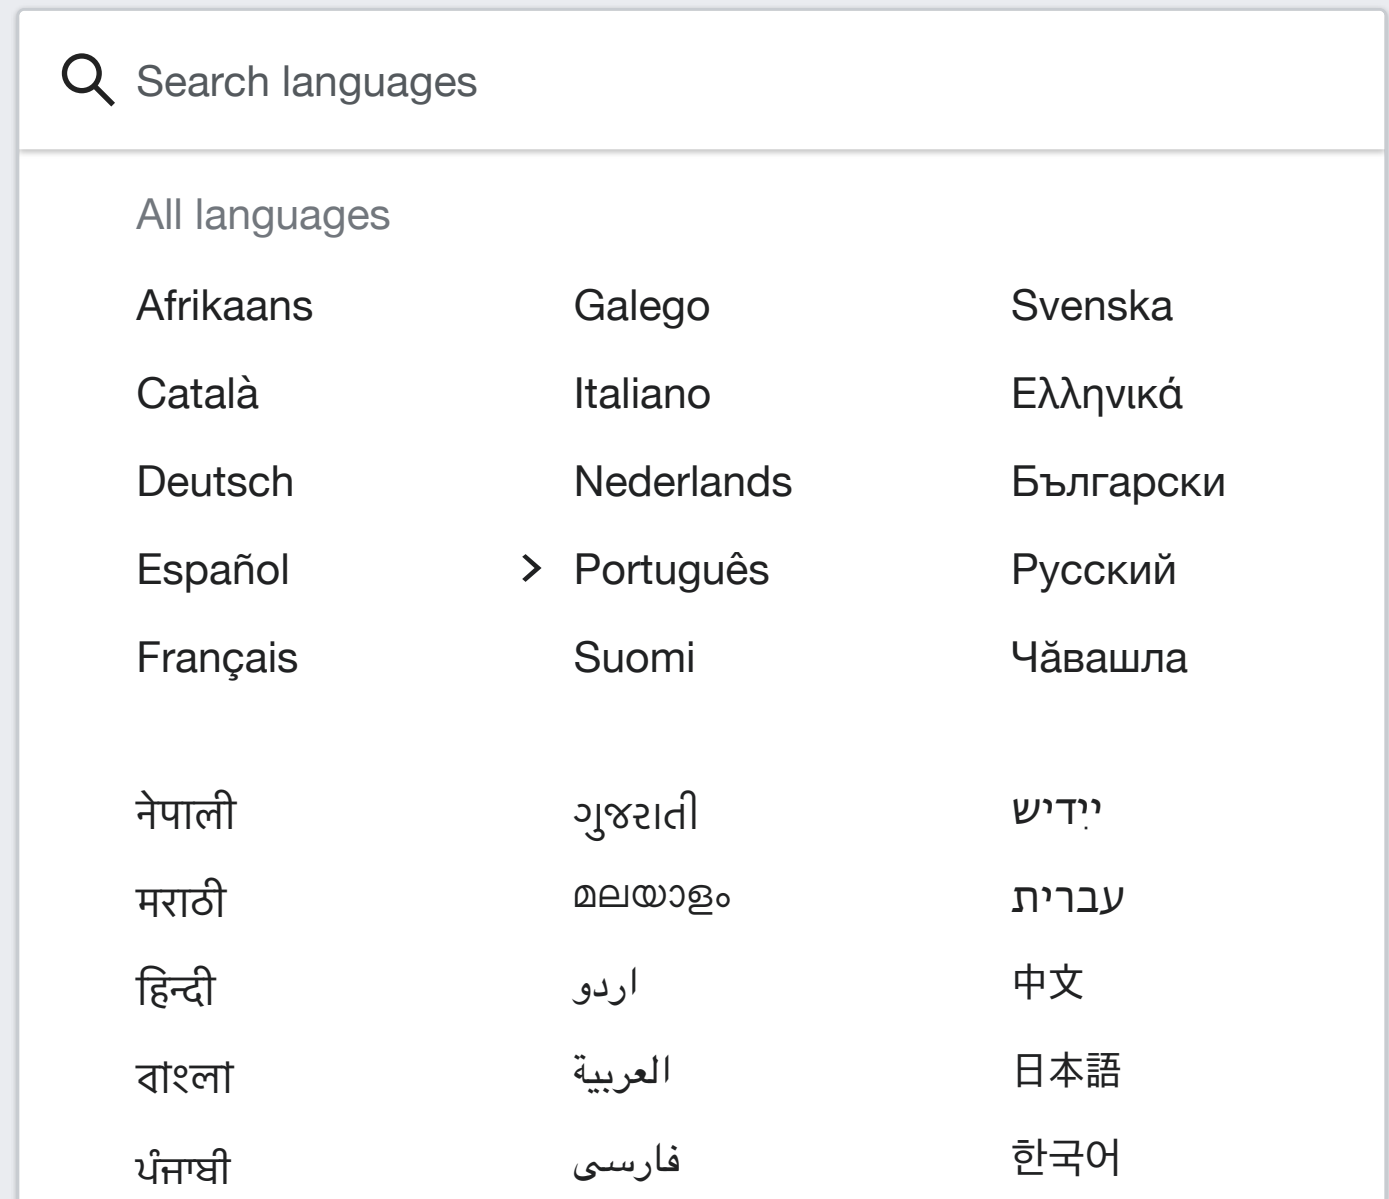 Search languages
All languages
Afrikaans
Català
Deutsch
Español
Français
Galego
Italiano
Nederlands
> Português
Suomi
Svenska
Ελληνικά
Български
Русский
Чӑвашла
नेपाली
मराठी
हिन्दी
বাংলা
ਪੰਜਾਬੀ
ગુજરાતી
മലയാളം
اردو
العربية
فارسی
ייִדיש
עברית
中文
日本語
한국어